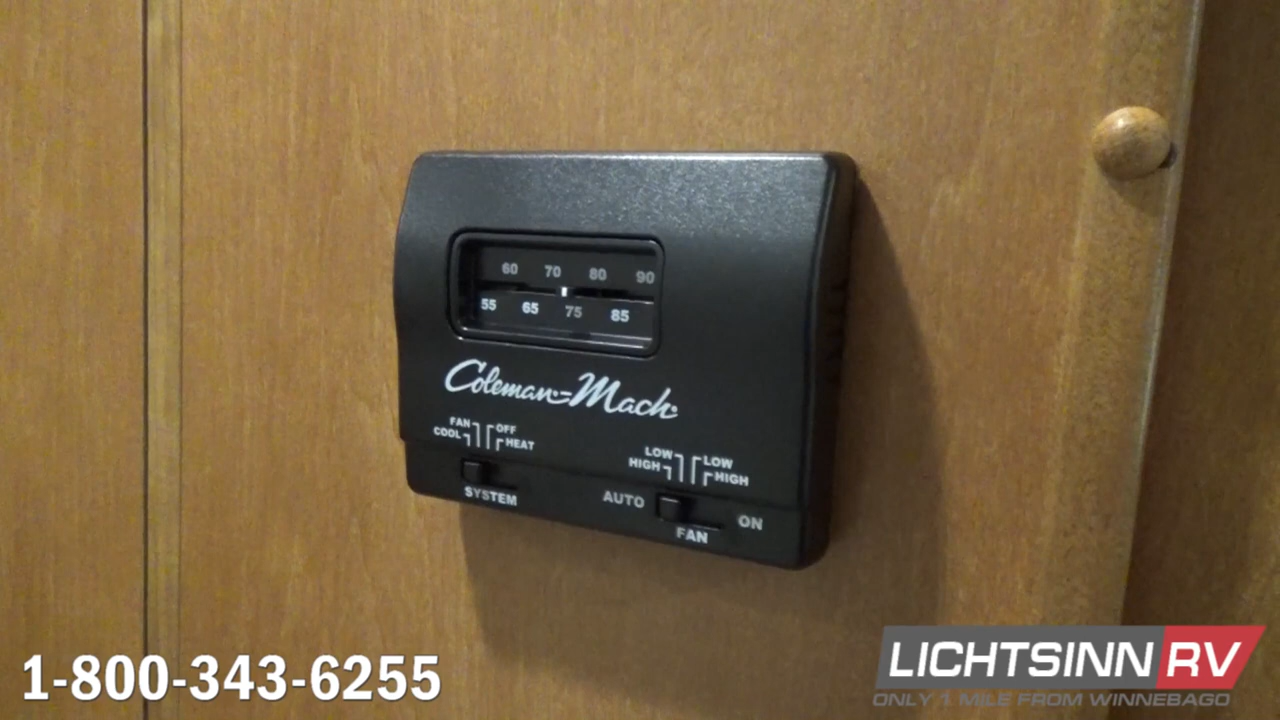 60 70 80 90
55 65 75 85
Coleman-Mach
FAN OFF
COOL HEAT
SYSTEM
LOW LOW
HIGH HIGH
AUTO ON
FAN
1-800-343-6255
LICHTSINN RV
ONLY 1 MILE FROM WINNEBAGO